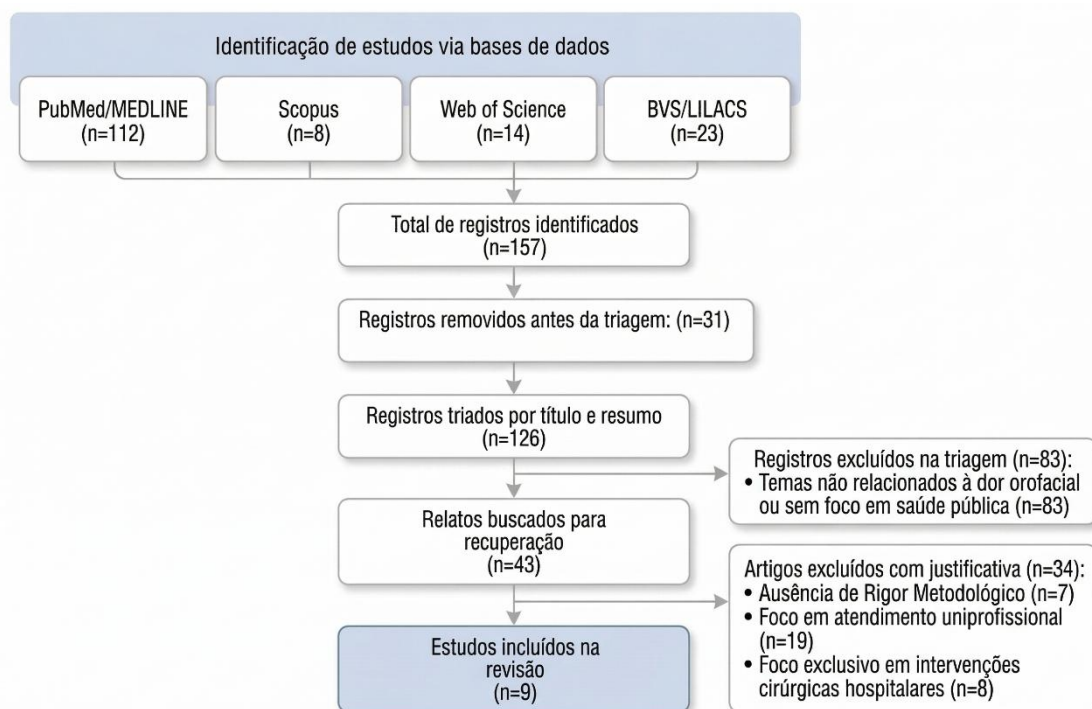 Identificação de estudos via bases de dados
PubMed/MEDLINE
(n=112)
Scopus
(n=8)
Web of Science
(n=14)
BVS/LILACS
(n=23)
Total de registros identificados
(n=157)
Registros removidos antes da triagem: (n=31)
Registros triados por título e resumo
(n=126)
Registros excluídos na triagem (n=83):
• Temas não relacionados à dor orofacial
ou sem foco em saúde pública (n=83)
Relatos buscados para
recuperação
(n=43)
Artigos excluídos com justificativa (n=34):
• Ausência de Rigor Metodológico (n=7)
• Foco em atendimento uniprofissional
(n=19)
• Foco exclusivo em intervenções
cirúrgicas hospitalares (n=8)
Estudos incluídos na
revisão
(n=9)